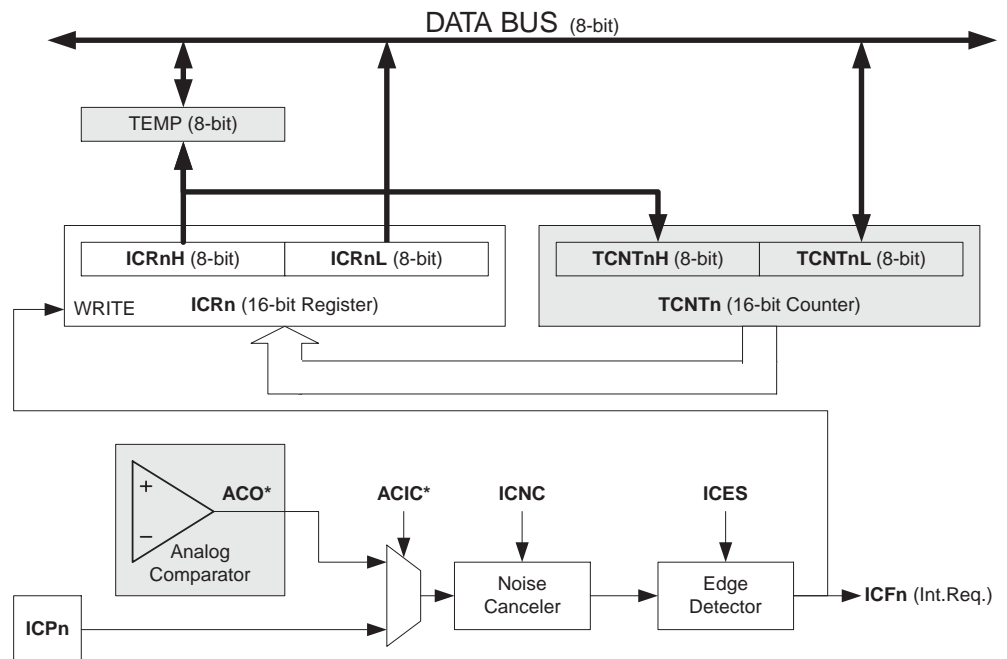 DATA BUS (8-bit)
TEMP (8-bit)
ICRnH (8-bit)
ICRnL (8-bit)
TCNTnH (8-bit)
TCNTnL (8-bit)
WRITE
ICRn (16-bit Register)
TCNTn (16-bit Counter)
+
−
ACO*
Analog
Comparator
ACIC*
ICNC
ICES
Noise
Canceler
Edge
Detector
ICFn (Int.Req.)
ICPn